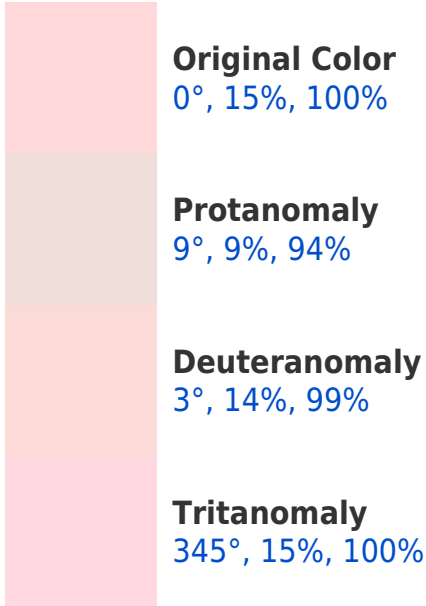 Original Color
0°, 15%, 100%
Protanomaly
9°, 9%, 94%
Deuteranomaly
3°, 14%, 99%
Tritanomaly
345°, 15%, 100%